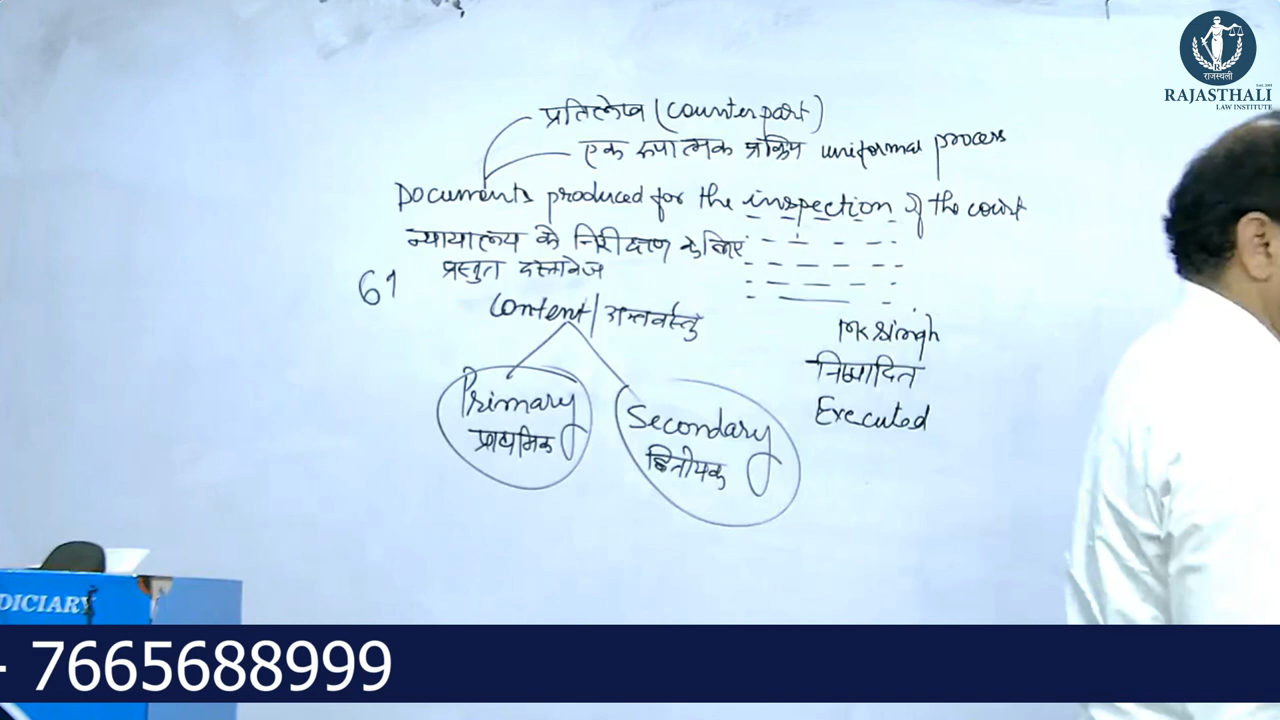 राजस्थली
RAJASTHALI
LAW INSTITUTE
प्रतिलेख (counterpart)
एक रूपात्मक प्रक्रिया uniformal process
Documents produced for the inspection of the court
न्यायालय के निरीक्षण के लिए
प्रस्तुत दस्तावेज
61
Content/अन्तर्वस्तु
MK Singh
निष्पादित
Executed
Primary
प्राथमिक
Secondary
द्वितीयक
DICIARY
- 7665688999